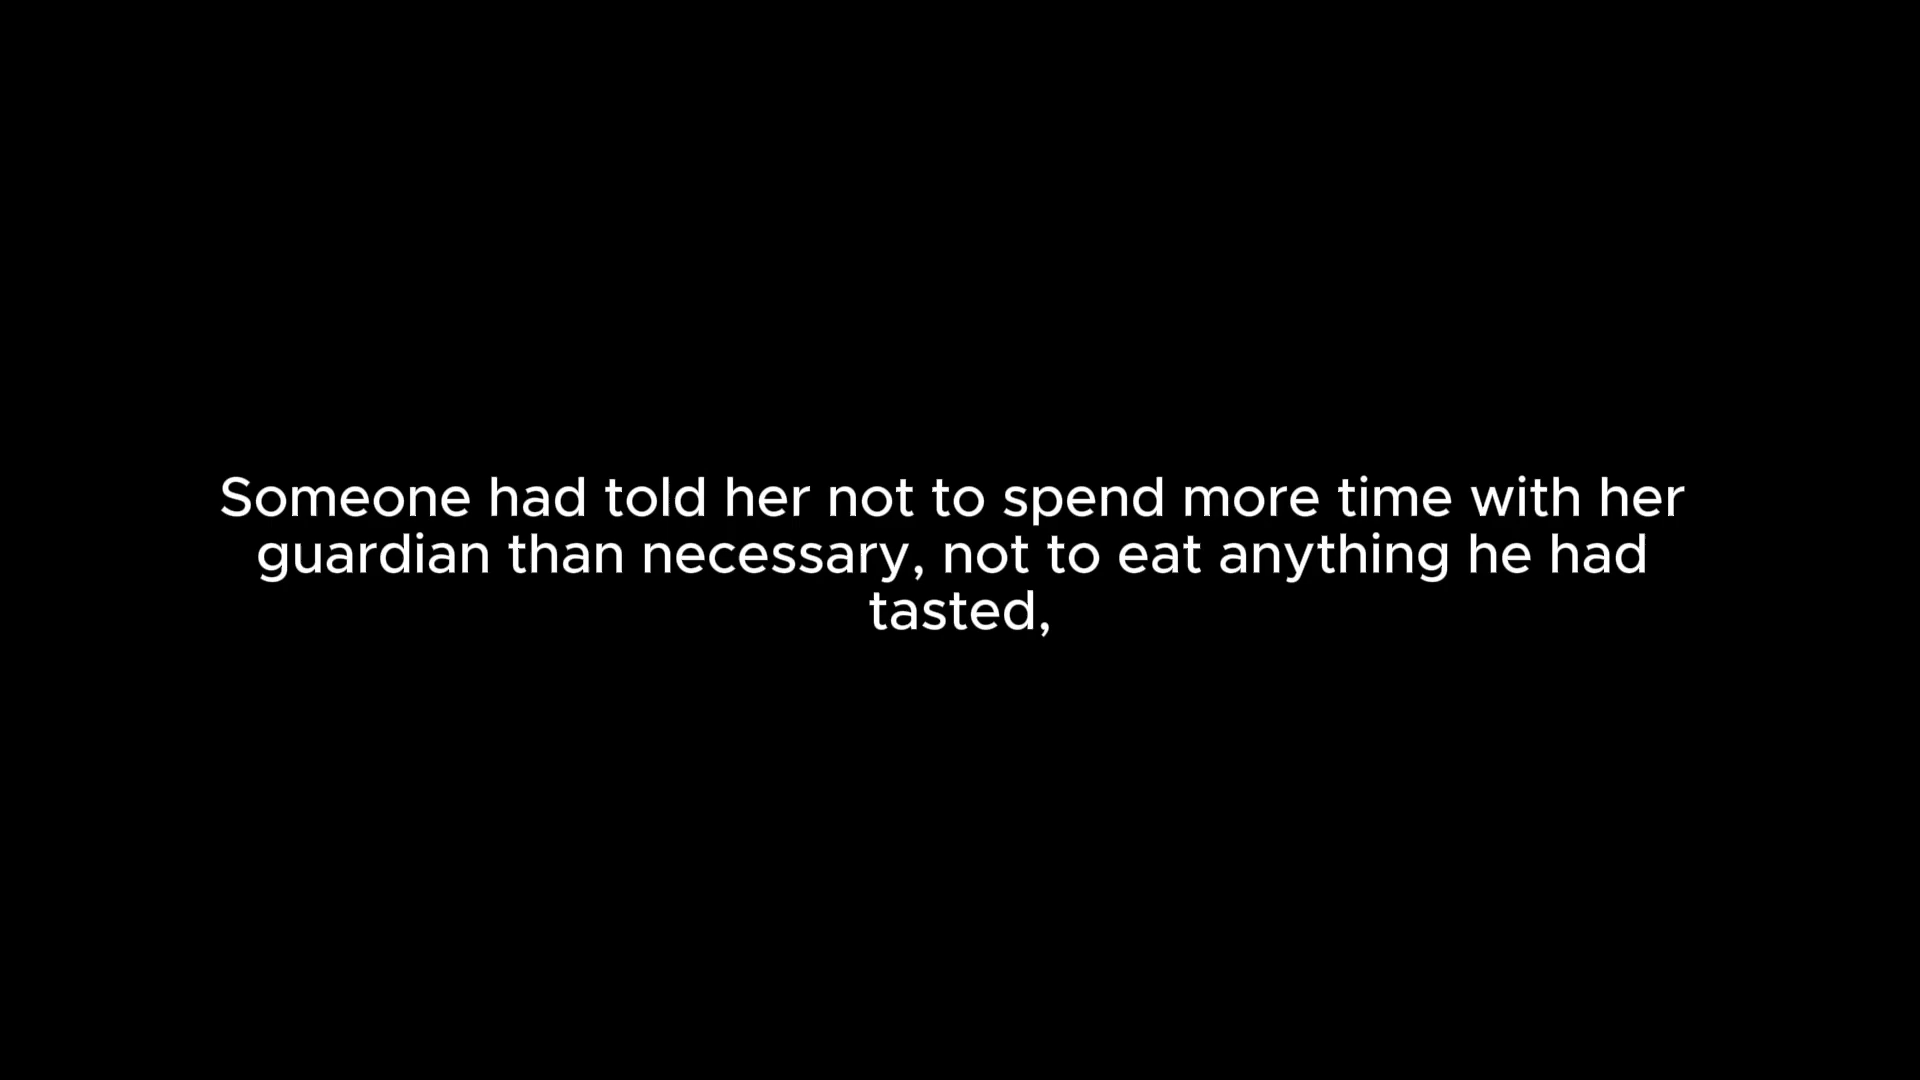 Someone had told her not to spend more time with her
guardian than necessary, not to eat anything he had
tasted,